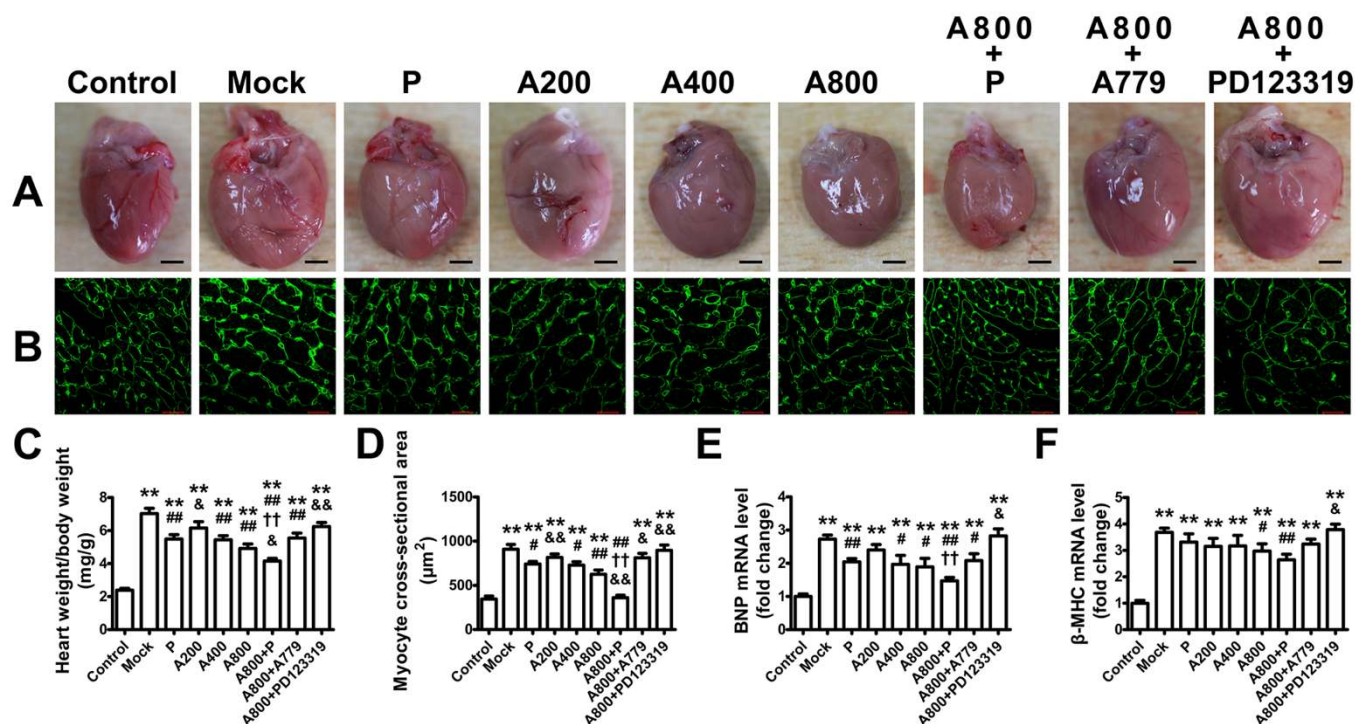 A800 + P
A800 + A779
A800 + PD123319
Control Mock P A200 A400 A800
A
B
C
Heart weight/body weight
(mg/g)
8
6
4
2
0
**
**
##
**
&
**
##
**
##
**
##
††
&
**
##
**
&&
Control
Mock
P
A200
A400
A800
A800+P
A800+A779
A800+PD123319
D
Myocyte cross-sectional area
(μm²)
1500
1000
500
0
**
**
#
**
&&
**
#
**
##
##
††
&&
**
&
**
&&
Control
Mock
P
A200
A400
A800
A800+P
A800+A779
A800+PD123319
E
BNP mRNA level
(fold change)
4
3
2
1
0
**
**
##
**
**
#
**
#
**
##
††
**
#
**
&
Control
Mock
P
A200
A400
A800
A800+P
A800+A779
A800+PD123319
F
β-MHC mRNA level
(fold change)
5
4
3
2
1
0
**
**
**
**
**
#
**
##
**
**
&
Control
Mock
P
A200
A400
A800
A800+P
A800+A779
A800+PD123319